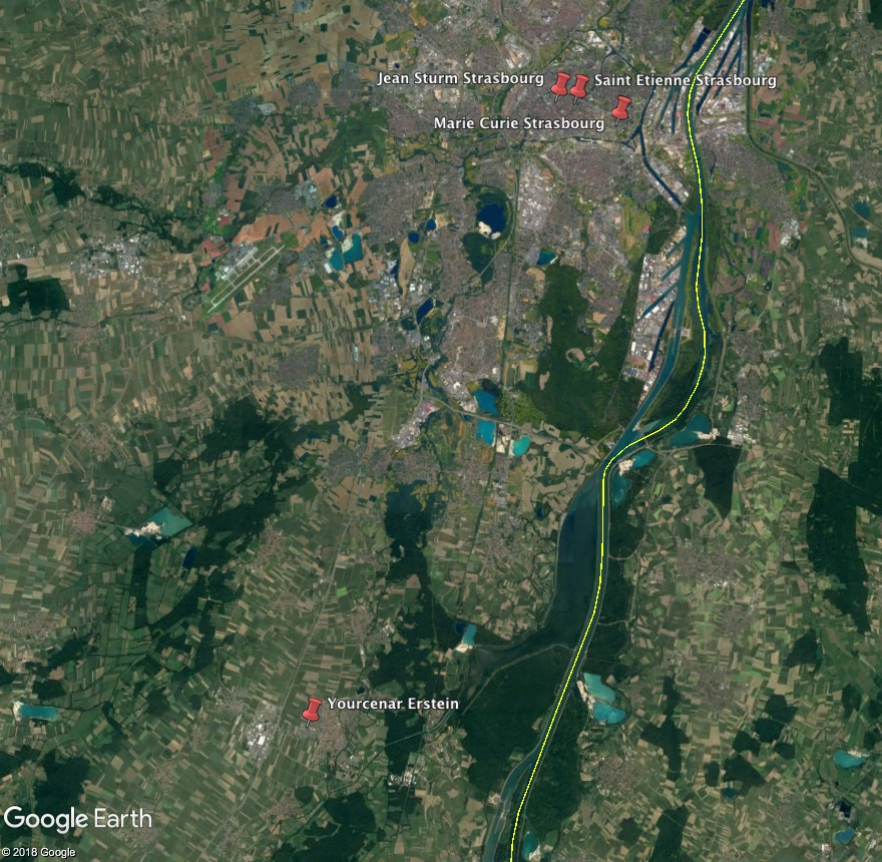 Jean Sturm Strasbourg
Saint Etienne Strasbourg
Marie Curie Strasbourg
Yourcenar Erstein
Google Earth
© 2018 Google